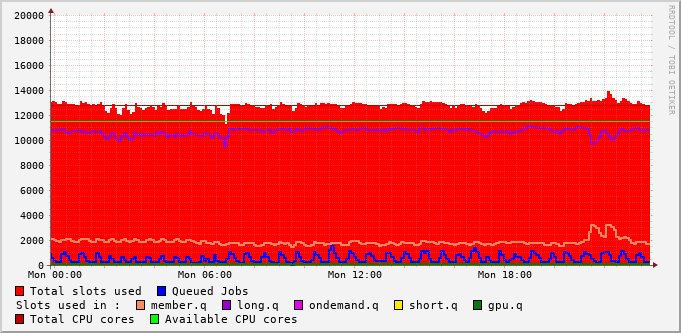 20000
18000
16000
14000
12000
10000
8000
6000
4000
2000
0
Mon 00:00 Mon 06:00 Mon 12:00 Mon 18:00
Total slots used Queued Jobs
Slots used in : member.q long.q ondemand.q short.q gpu.q
Total CPU cores Available CPU cores
RRDTOOL / TOBI OETIKER